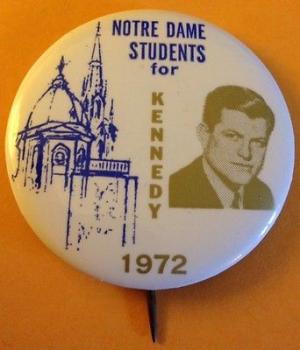 NOTRE DAME
STUDENTS
for
KENNEDY
1972